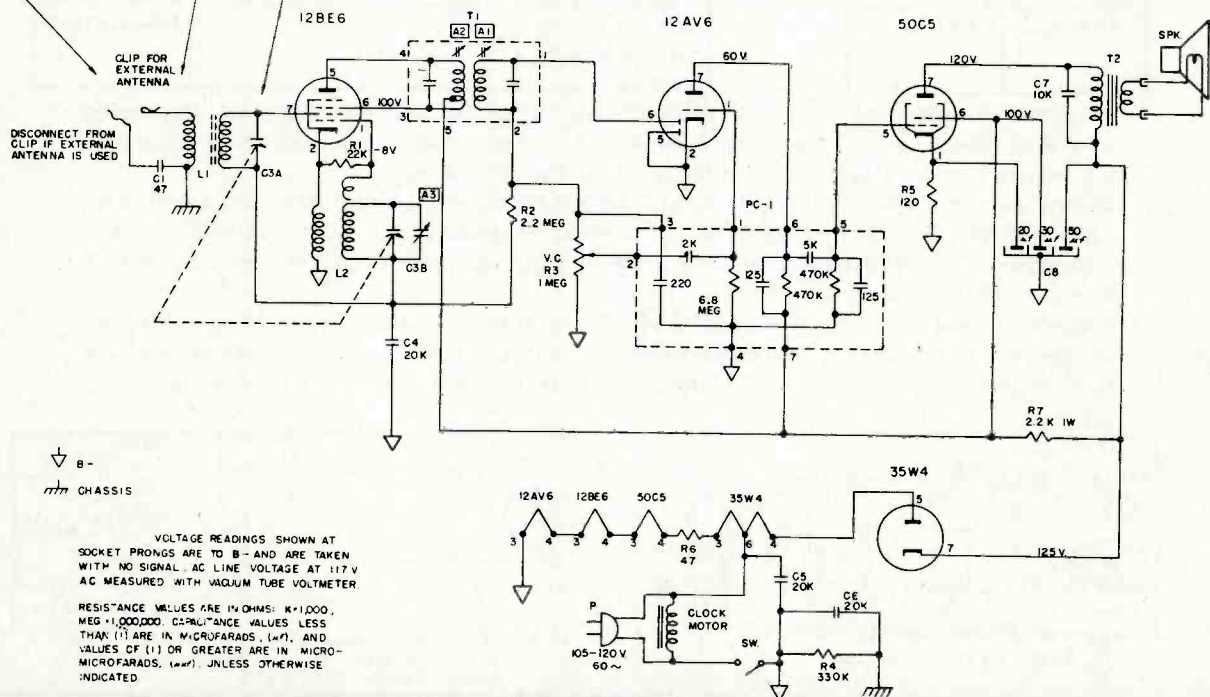 12BE6
T1
12 AV6
50C5
SPK.
A2 A1
CLIP FOR
EXTERNAL
ANTENNA
4
1
60V.
120V
T2
5
7
7
C7
10K
7
6
100V
3
6
1
5
6
100V
DISCONNECT FROM
CLIP IF EXTERNAL
ANTENNA IS USED
5
2
5
2
1
R1
22K
-8V
C1
47
L1
C3A
2
A3
R2
2.2 MEG
R5
120
PC-1
3
1
6
5
20
μf
30
μf
50
μμf
C8
L2
C3B
V.C.
R3
1 MEG
2
2K
5K
125
470K
220
6.8
MEG
470K
125
C4
20K
4
7
R7
2.2 K 1W
B-
CHASSIS
35W4
12AV6
12BE6
50C5
35W4
5
3
4
3
4
3
4
R6
47
3
6
4
7
125V.
VOLTAGE READINGS SHOWN AT
SOCKET PRONGS ARE TO B- AND ARE TAKEN
WITH NO SIGNAL. AC LINE VOLTAGE AT 117 V
AC MEASURED WITH VACUUM TUBE VOLTMETER.
C5
20K
CE
20K
P
CLOCK
MOTOR
105-120V.
60~
SW.
R4
330K
RESISTANCE VALUES ARE IN OHMS: K=1,000,
MEG =1,000,000. CAPACITANCE VALUES LESS
THAN (1) ARE IN MICROFARADS, (μf), AND
VALUES OF (1) OR GREATER ARE IN MICRO-
MICROFARADS, (μμf), UNLESS OTHERWISE
INDICATED.